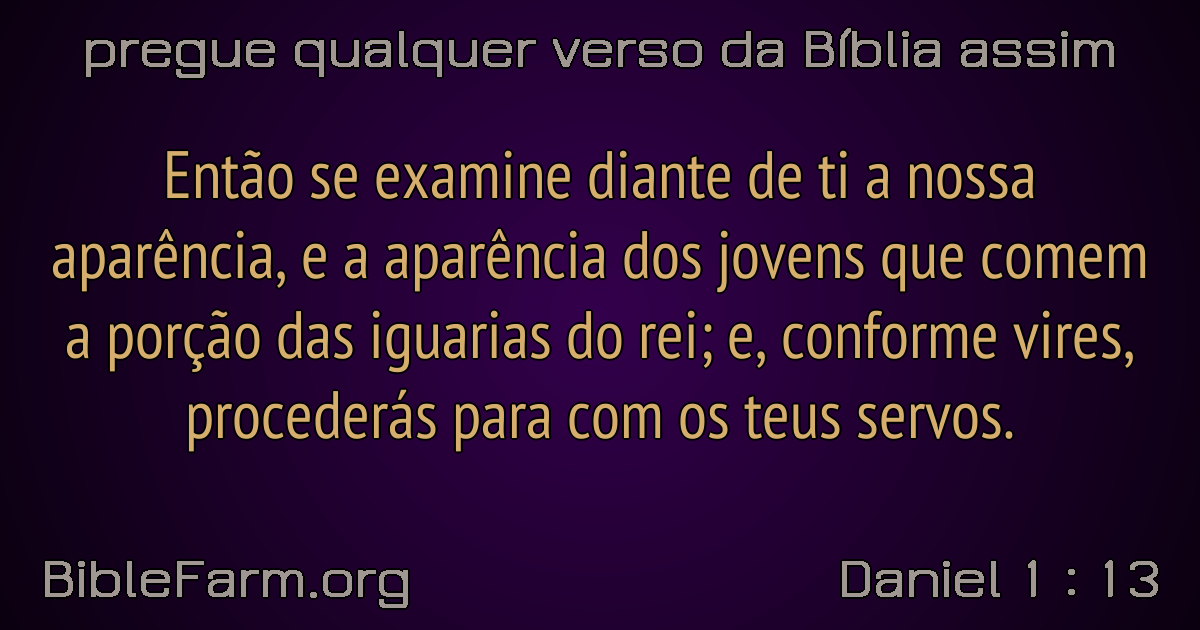 pregue qualquer verso da Bíblia assim
Então se examine diante de ti a nossa
aparência, e a aparência dos jovens que comem
a porção das iguarias do rei; e, conforme vires,
procederás para com os teus servos.
BibleFarm.org
Daniel 1 : 13